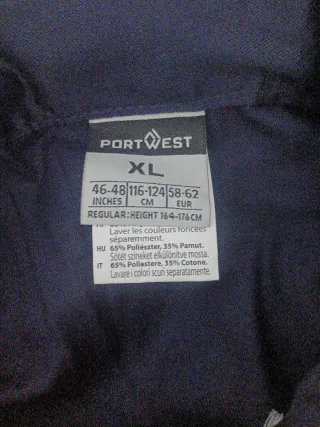 PORTWEST
XL
46-48 116-124 58-62
INCHES CM EUR
REGULAR: HEIGHT 164-176CM
Laver les couleurs foncées
séparemment.
HU 65% Poliészter, 35% Pamut.
Sötét színeket elkülönítve mossa.
IT 65% Poliestere, 35% Cotone.
Lavare i colori scuri separatamente.